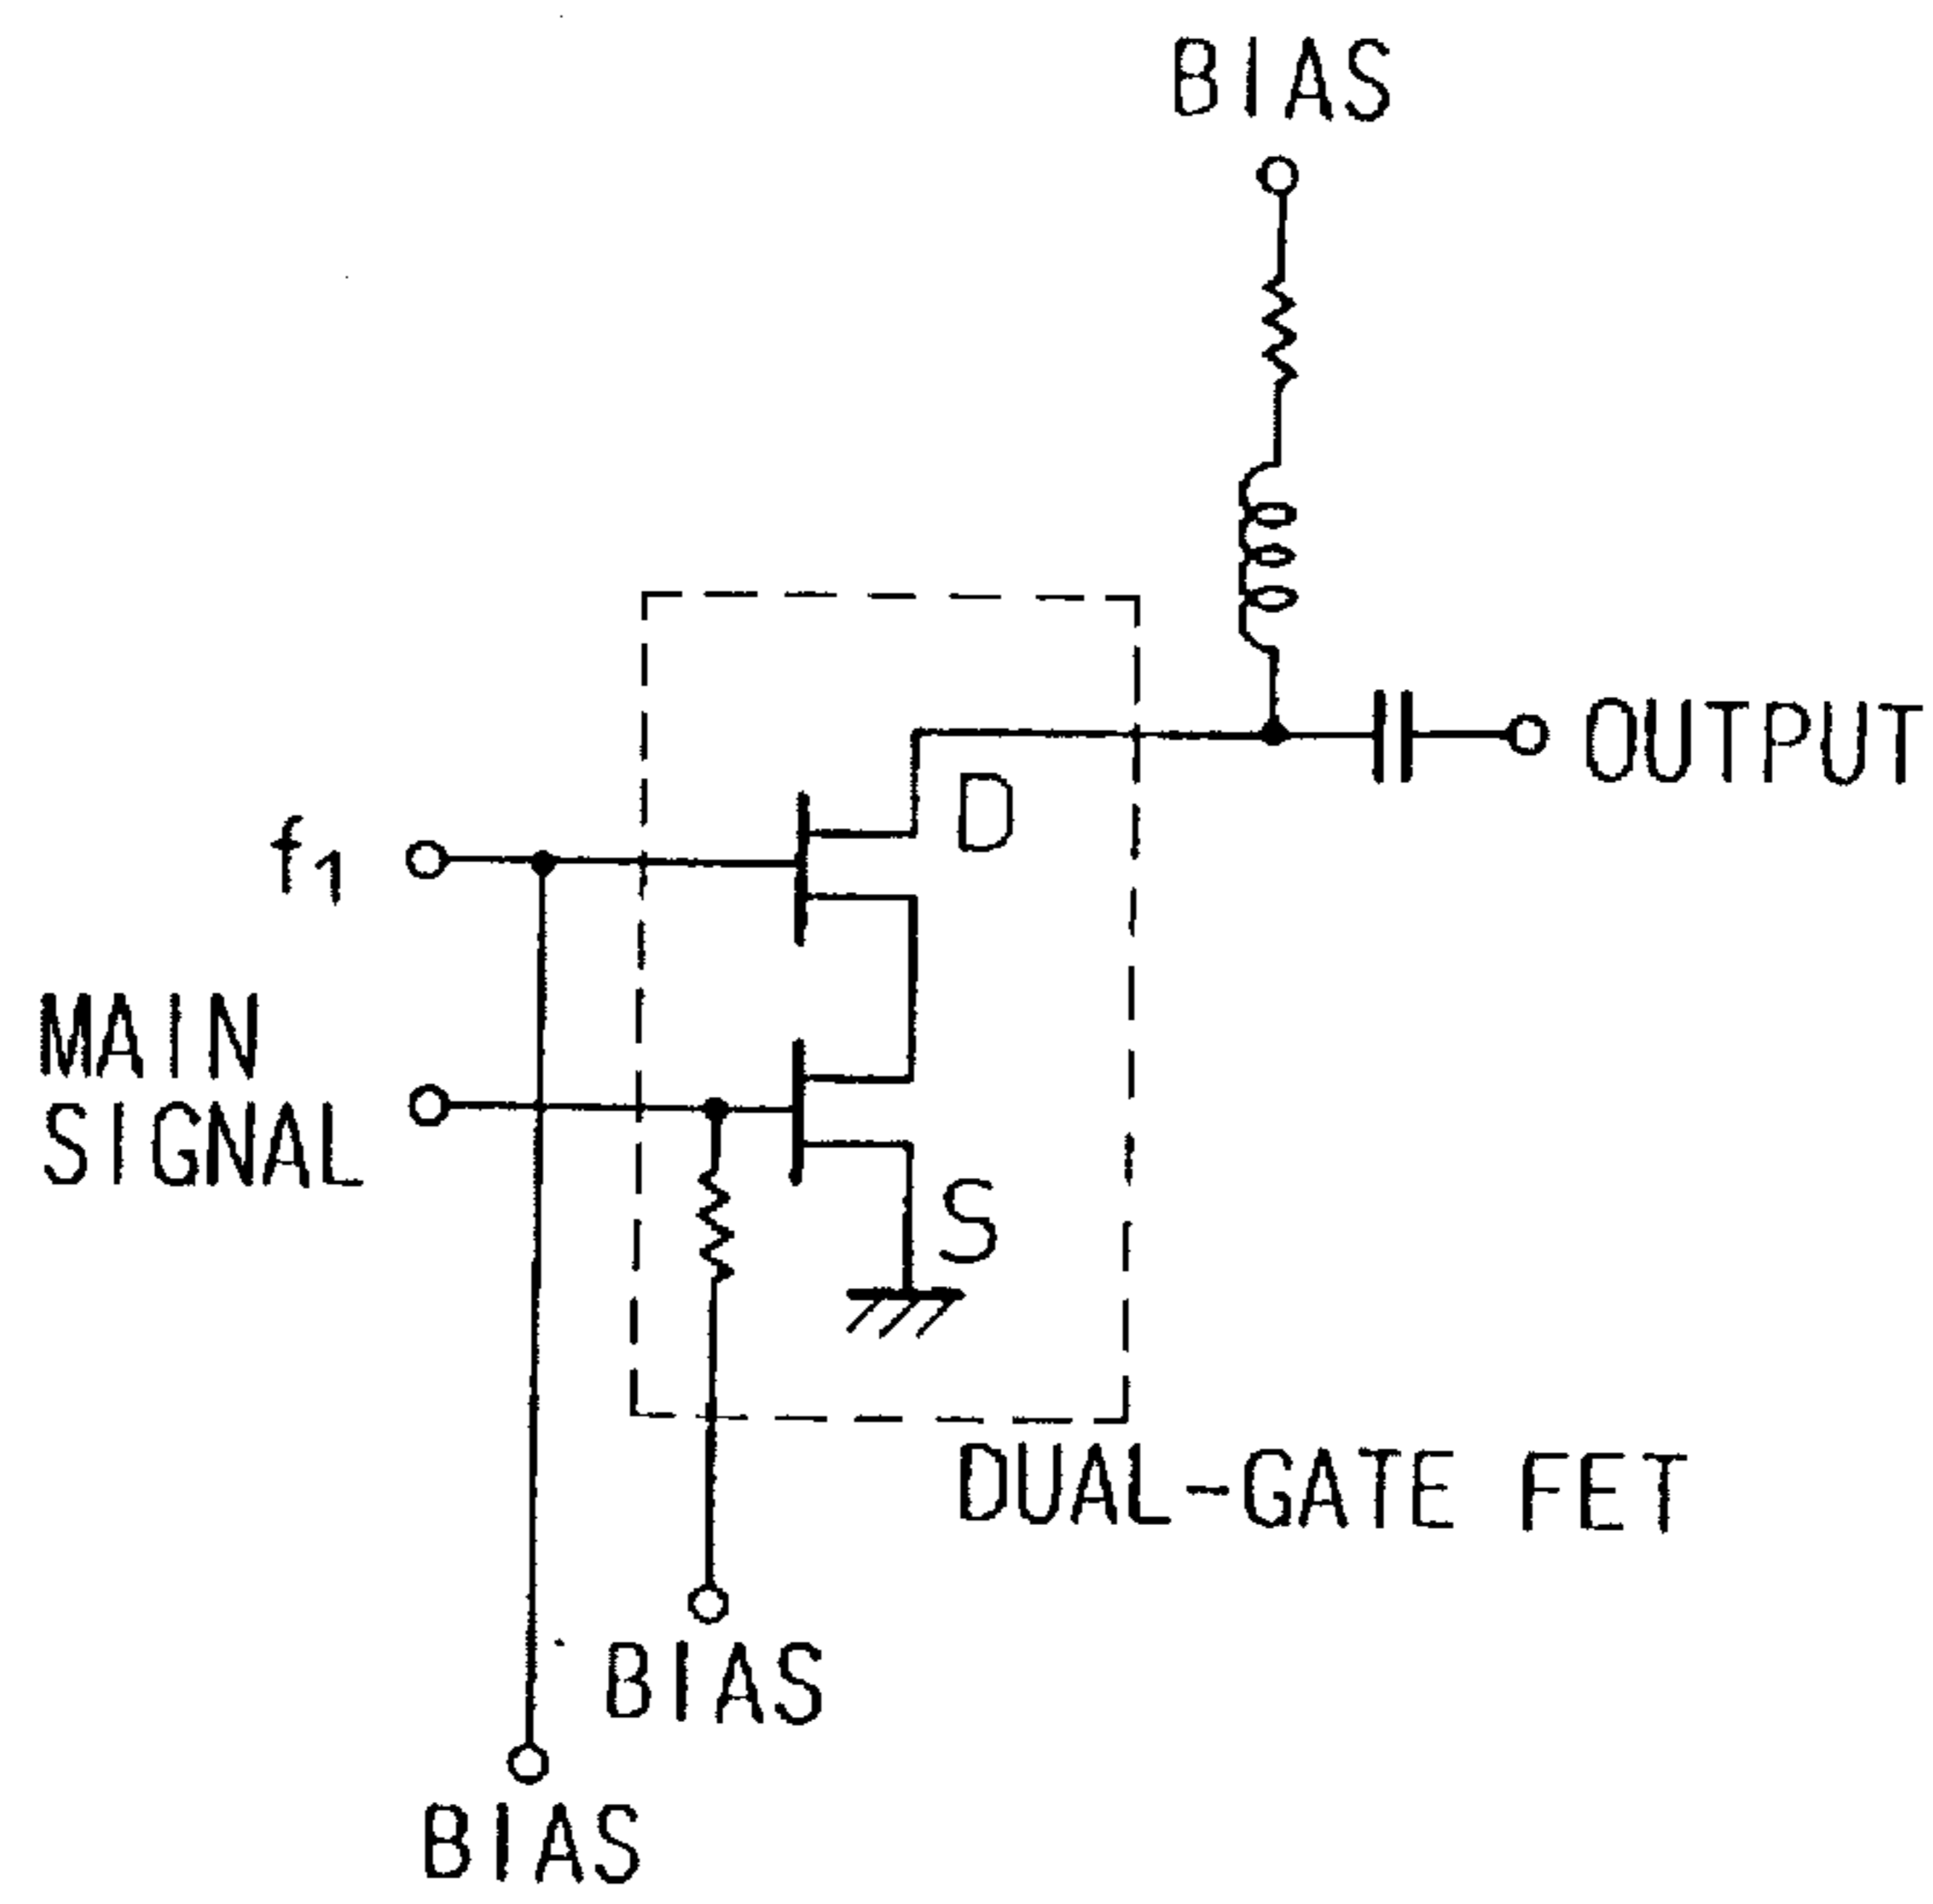 BIAS
OUTPUT
D
f1
MAIN
SIGNAL
S
DUAL-GATE FET
BIAS
BIAS